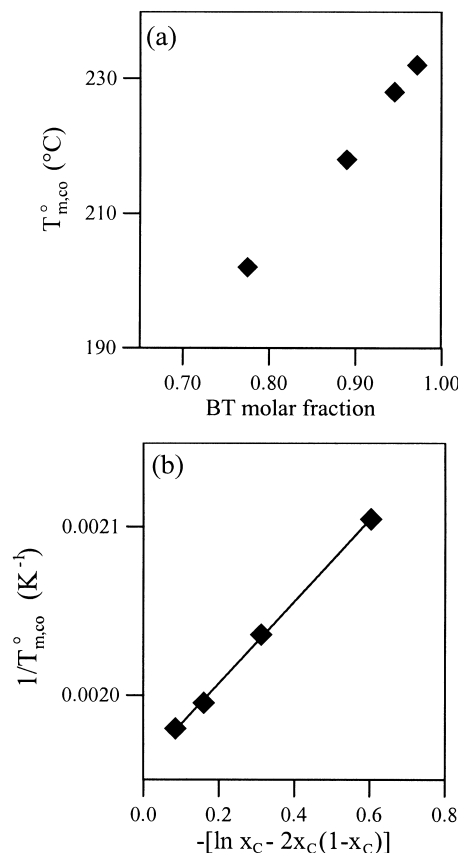 (a)
230
210
190
T°m,co (°C)
0.70 0.80 0.90 1.00
BT molar fraction
(b)
0.0021
0.0020
1/T°m,co (K-1)
0.0 0.2 0.4 0.6 0.8
-[ln xC - 2xC(1-xC)]